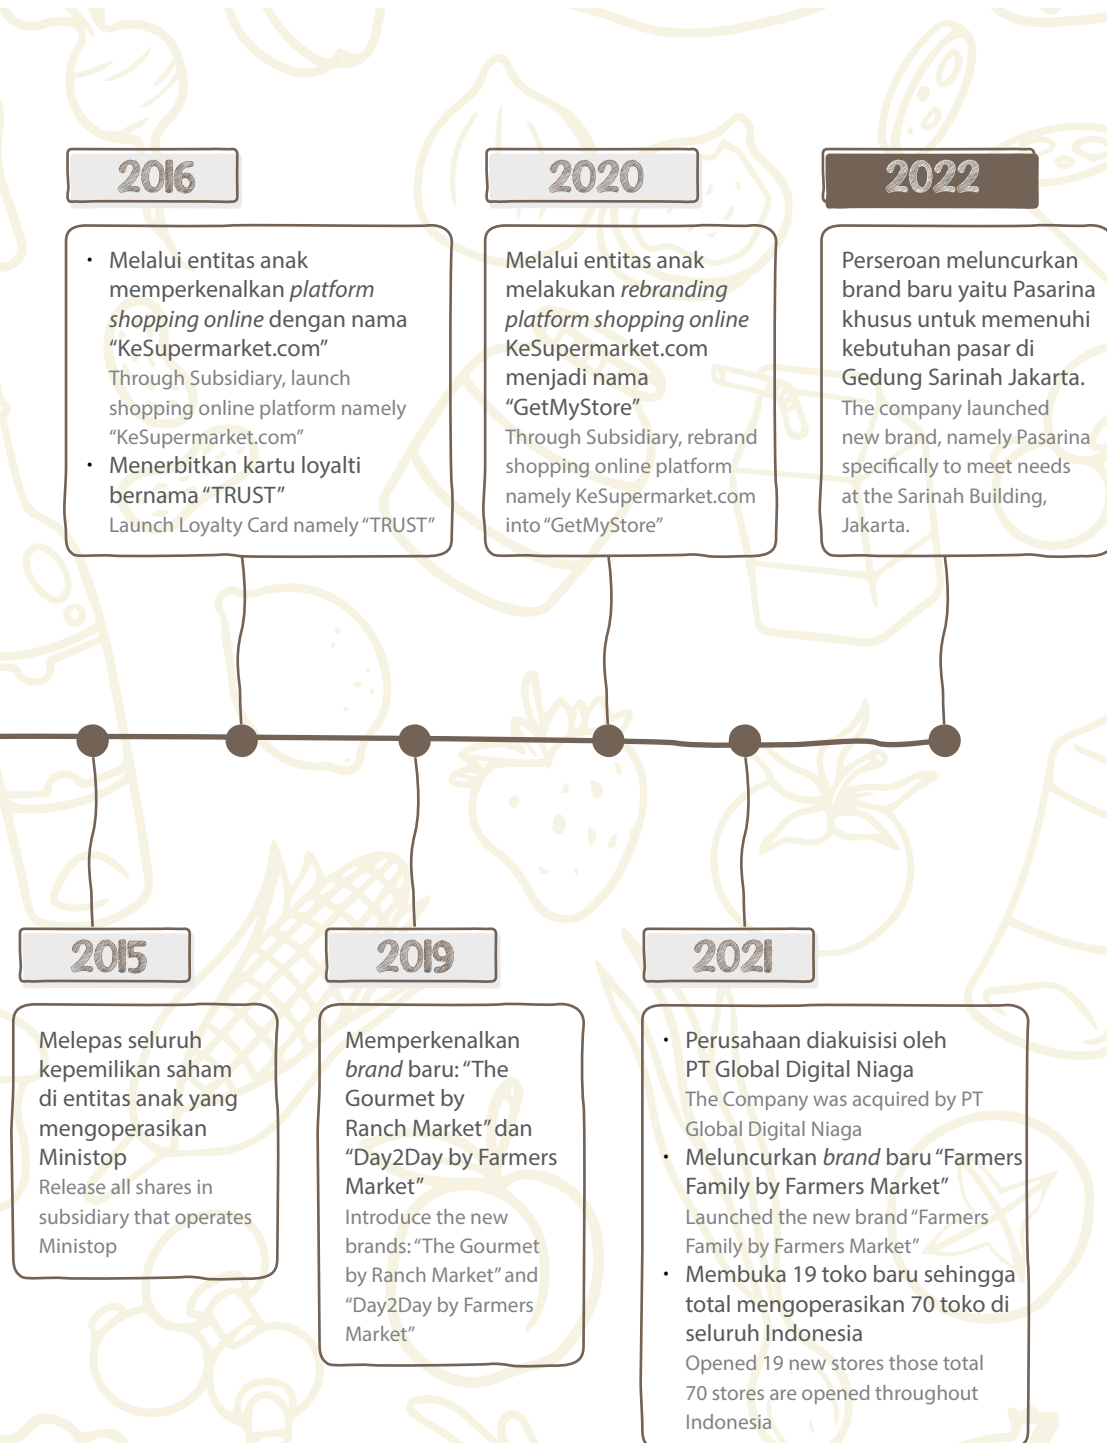 2016
• Melalui entitas anak
memperkenalkan platform
shopping online dengan nama
“KeSupermarket.com”
Through Subsidiary, launch
shopping online platform namely
“KeSupermarket.com”
• Menerbitkan kartu loyalti
bernama “TRUST”
Launch Loyalty Card namely “TRUST”
2020
Melalui entitas anak
melakukan rebranding
platform shopping online
KeSupermarket.com
menjadi nama
“GetMyStore”
Through Subsidiary, rebrand
shopping online platform
namely KeSupermarket.com
into “GetMyStore”
2022
Perseroan meluncurkan
brand baru yaitu Pasarina
khusus untuk memenuhi
kebutuhan pasar di
Gedung Sarinah Jakarta.
The company launched
new brand, namely Pasarina
specifically to meet needs
at the Sarinah Building,
Jakarta.
2015
Melepas seluruh
kepemilikan saham
di entitas anak yang
mengoperasikan
Ministop
Release all shares in
subsidiary that operates
Ministop
2019
Memperkenalkan
brand baru: “The
Gourmet by
Ranch Market” dan
“Day2Day by Farmers
Market”
Introduce the new
brands: “The Gourmet
by Ranch Market” and
“Day2Day by Farmers
Market”
2021
• Perusahaan diakuisisi oleh
PT Global Digital Niaga
The Company was acquired by PT
Global Digital Niaga
• Meluncurkan brand baru “Farmers
Family by Farmers Market”
Launched the new brand “Farmers
Family by Farmers Market”
• Membuka 19 toko baru sehingga
total mengoperasikan 70 toko di
seluruh Indonesia
Opened 19 new stores those total
70 stores are opened throughout
Indonesia